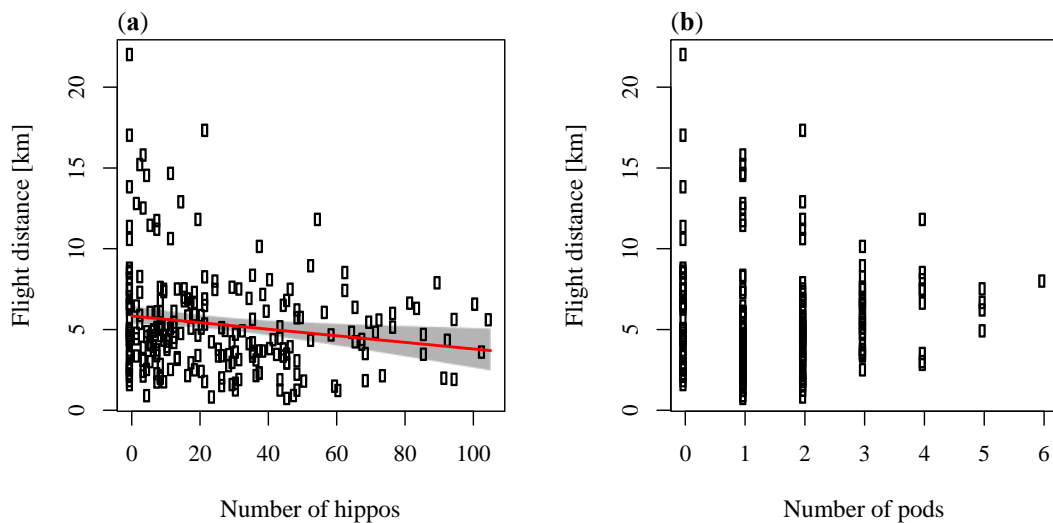 (a)
Flight distance [km]
0 5 10 15 20
0 20 40 60 80 100
Number of hippos
(b)
Flight distance [km]
0 5 10 15 20
0 1 2 3 4 5 6
Number of pods